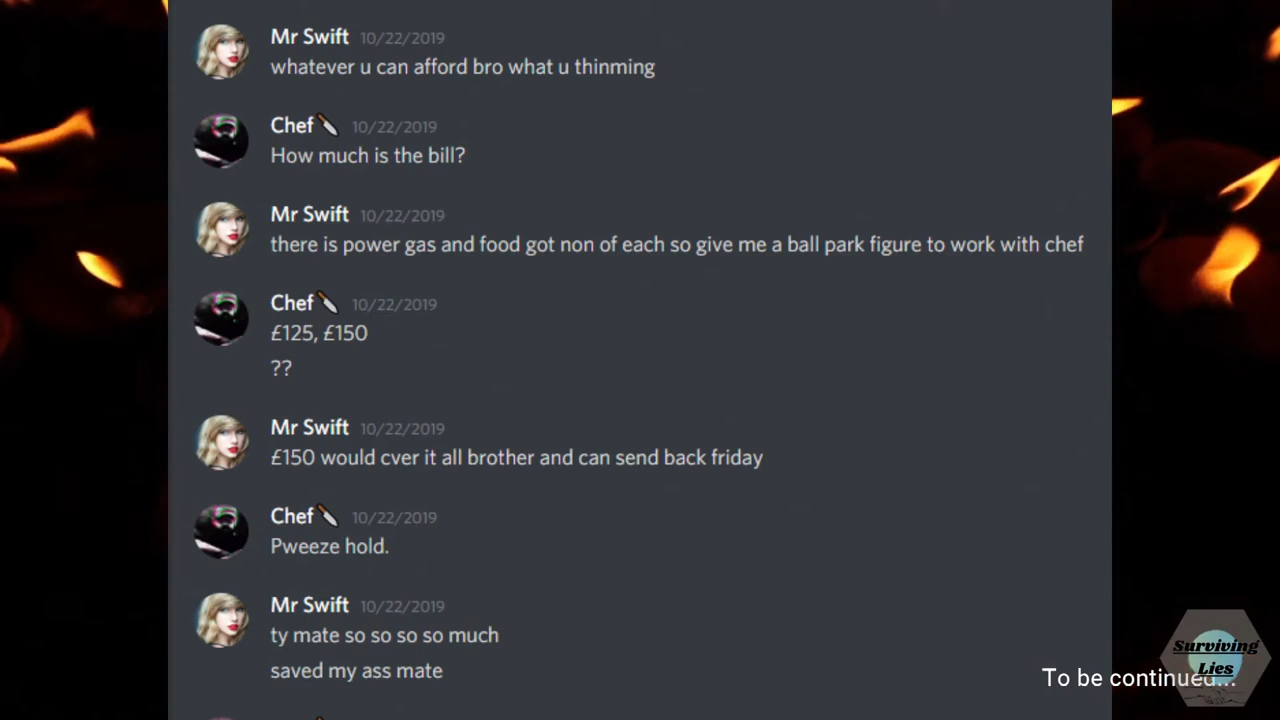 Mr Swift 10/22/2019
whatever u can afford bro what u thinming
Chef🔪 10/22/2019
How much is the bill?
Mr Swift 10/22/2019
there is power gas and food got non of each so give me a ball park figure to work with chef
Chef🔪 10/22/2019
£125, £150
??
Mr Swift 10/22/2019
£150 would cver it all brother and can send back friday
Chef🔪 10/22/2019
Pweeze hold.
Mr Swift 10/22/2019
ty mate so so so so much
saved my ass mate
Surviving
Lies
To be continued...